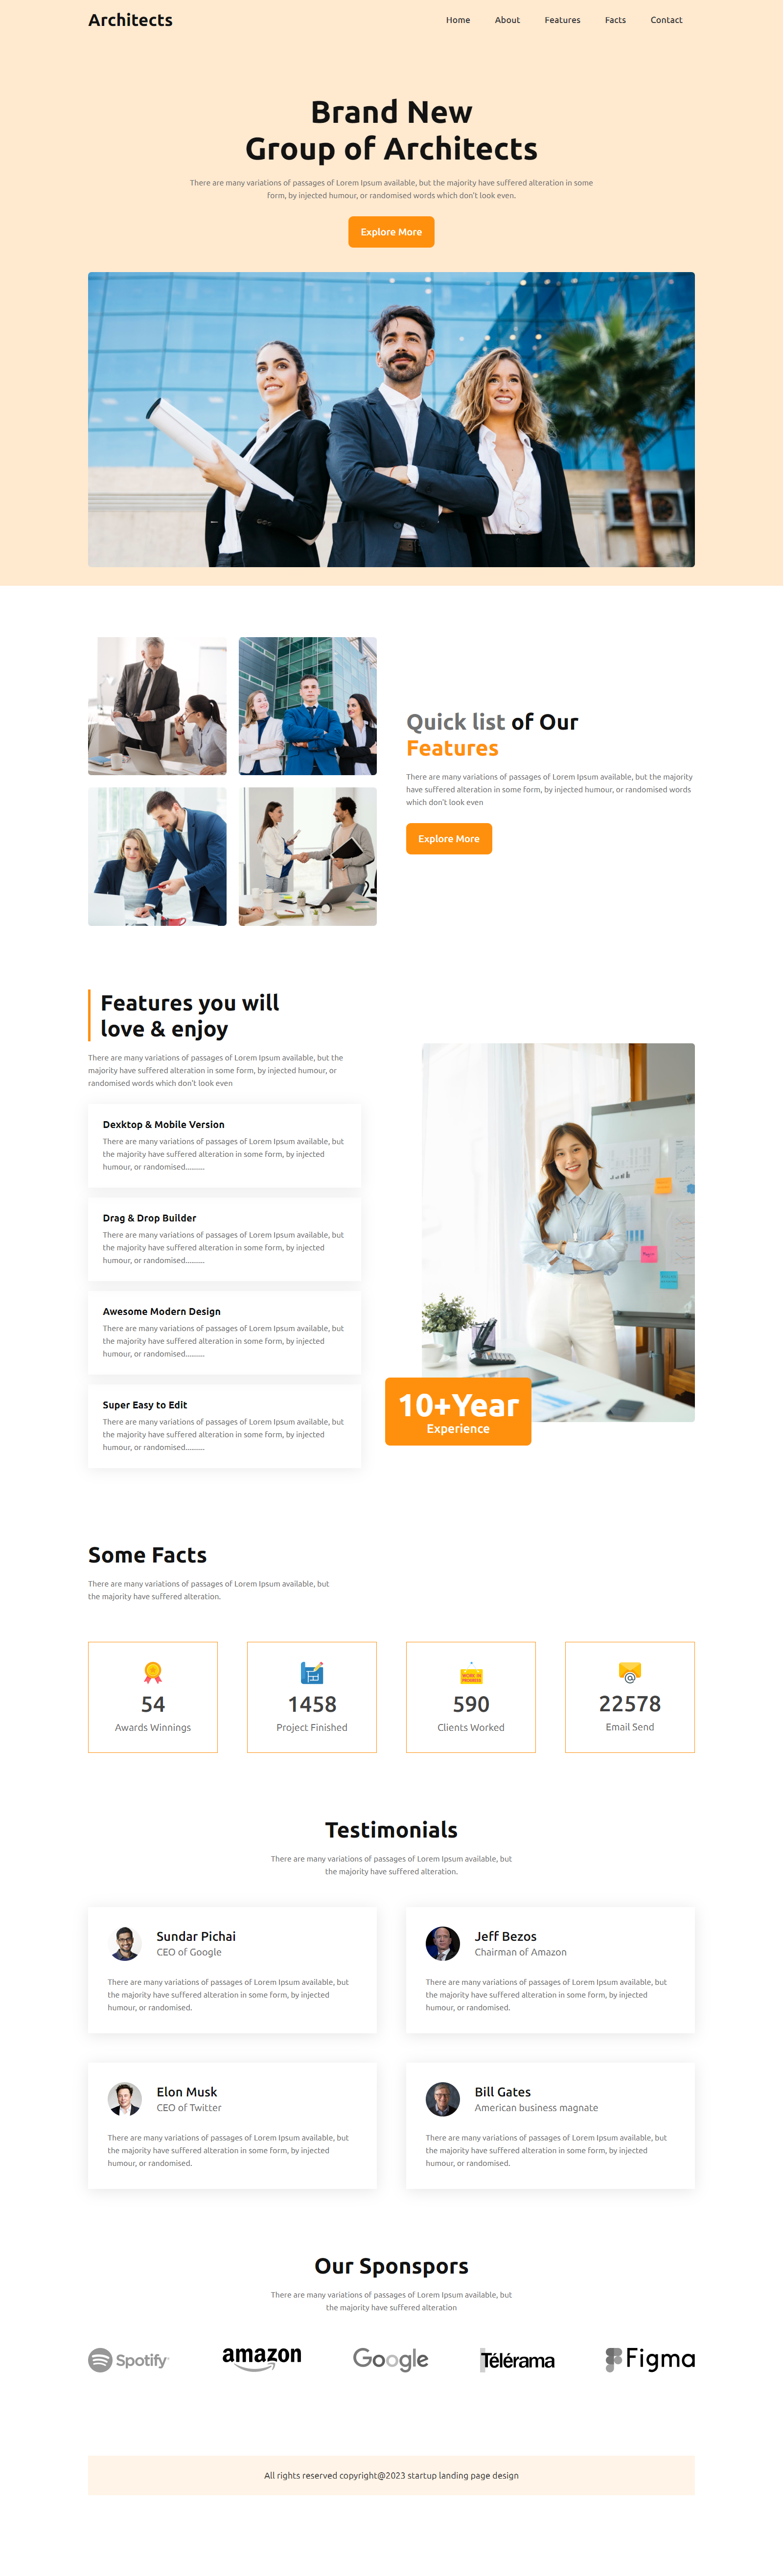 Architects
Home About Features Facts Contact
Brand New
Group of Architects
There are many variations of passages of Lorem Ipsum available, but the majority have suffered alteration in some
form, by injected humour, or randomised words which don't look even.
Explore More
Quick list of Our
Features
There are many variations of passages of Lorem Ipsum available, but the majority
have suffered alteration in some form, by injected humour, or randomised words
which don't look even
Explore More
Features you will
love & enjoy
There are many variations of passages of Lorem Ipsum available, but the
majority have suffered alteration in some form, by injected humour, or
randomised words which don't look even
Dexktop & Mobile Version
There are many variations of passages of Lorem Ipsum available, but
the majority have suffered alteration in some form, by injected
humour, or randomised..........
Drag & Drop Builder
There are many variations of passages of Lorem Ipsum available, but
the majority have suffered alteration in some form, by injected
humour, or randomised..........
Awesome Modern Design
There are many variations of passages of Lorem Ipsum available, but
the majority have suffered alteration in some form, by injected
humour, or randomised..........
Super Easy to Edit
There are many variations of passages of Lorem Ipsum available, but
the majority have suffered alteration in some form, by injected
humour, or randomised..........
10+Year
Experience
Some Facts
There are many variations of passages of Lorem Ipsum available, but
the majority have suffered alteration.
54
Awards Winnings
1458
Project Finished
WORK IN
PROGRESS
590
Clients Worked
22578
Email Send
Testimonials
There are many variations of passages of Lorem Ipsum available, but
the majority have suffered alteration.
Sundar Pichai
CEO of Google
There are many variations of passages of Lorem Ipsum available, but
the majority have suffered alteration in some form, by injected
humour, or randomised.
Jeff Bezos
Chairman of Amazon
There are many variations of passages of Lorem Ipsum available, but
the majority have suffered alteration in some form, by injected
humour, or randomised.
Elon Musk
CEO of Twitter
There are many variations of passages of Lorem Ipsum available, but
the majority have suffered alteration in some form, by injected
humour, or randomised.
Bill Gates
American business magnate
There are many variations of passages of Lorem Ipsum available, but
the majority have suffered alteration in some form, by injected
humour, or randomised.
Our Sponspors
There are many variations of passages of Lorem Ipsum available, but
the majority have suffered alteration
Spotify amazon Google Télérama Figma
All rights reserved copyright@2023 startup landing page design